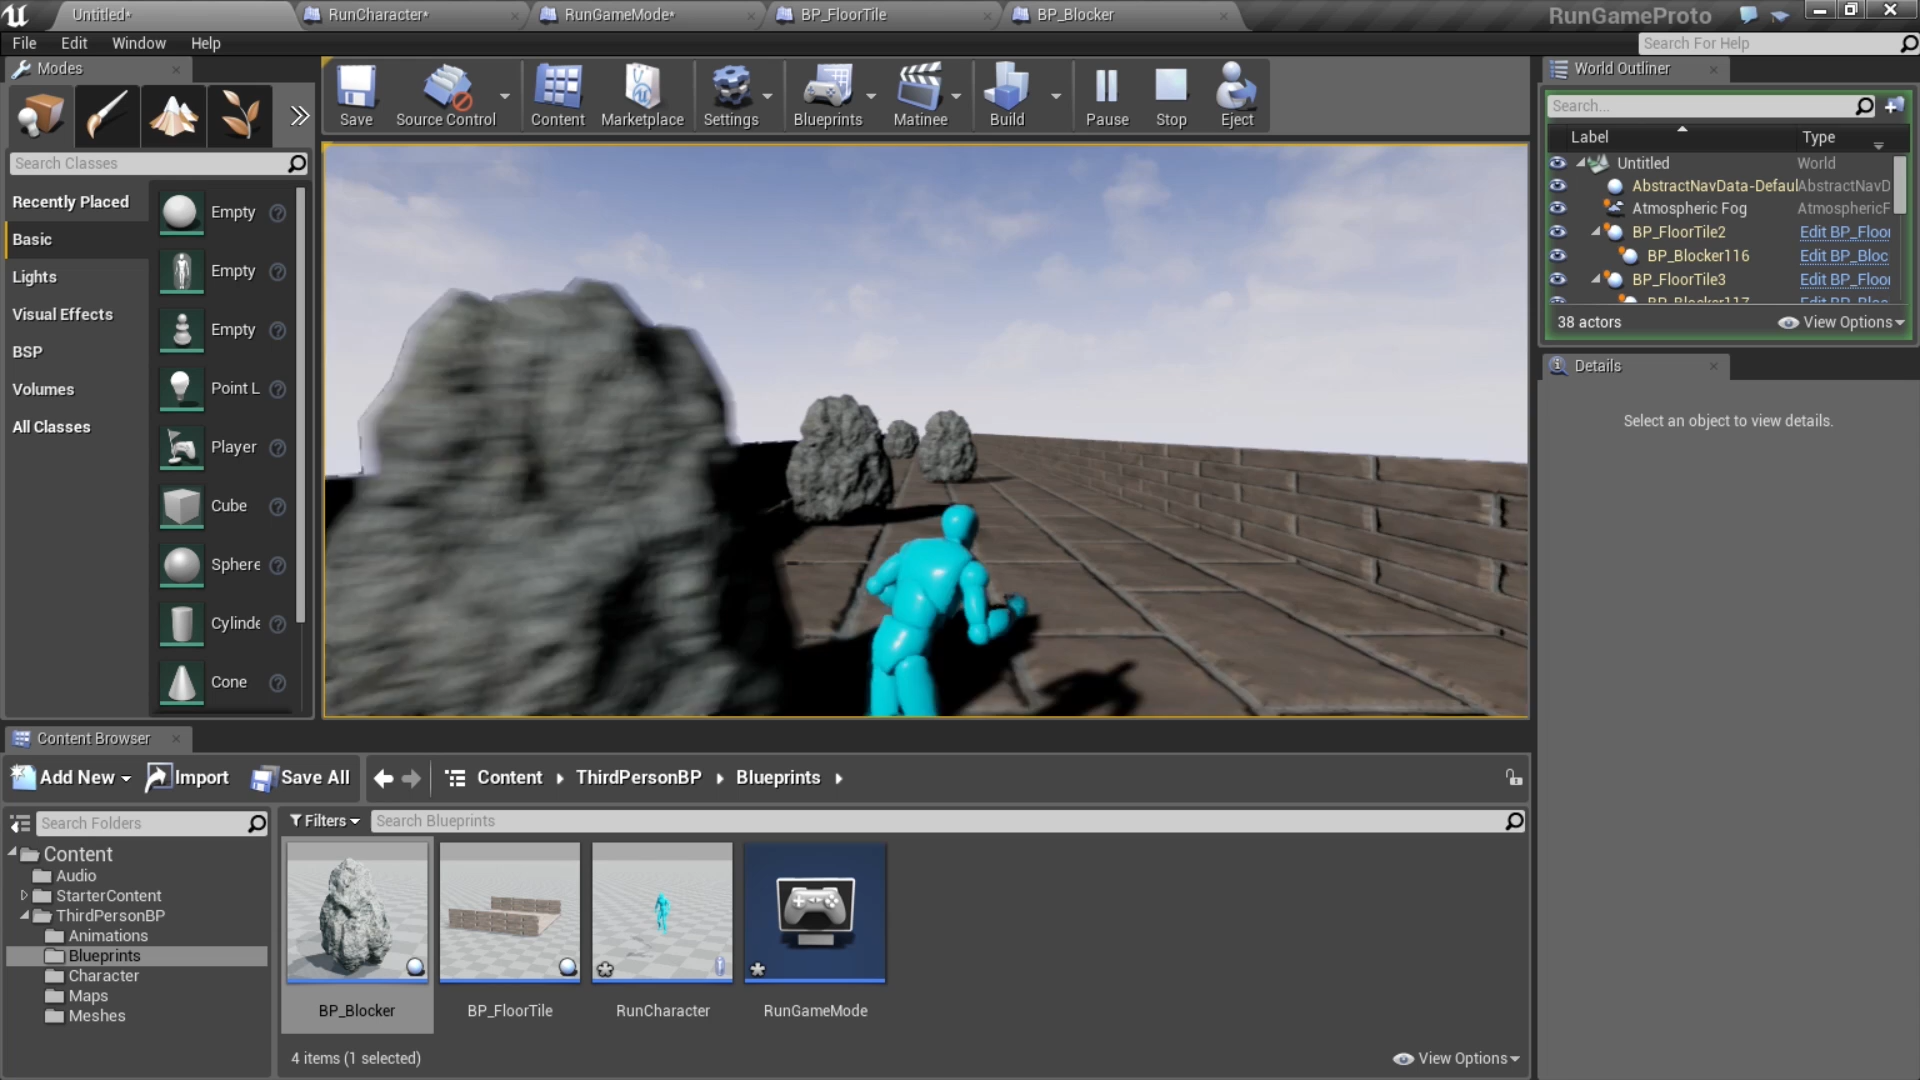 Untitled*
RunCharacter*
RunGameMode*
BP_FloorTile
BP_Blocker
RunGameProto
File
Edit
Window
Help
Search For Help
Modes
Search Classes
Recently Placed
Basic
Lights
Visual Effects
BSP
Volumes
All Classes
Empty
Empty
Empty
Point L
Player
Cube
Sphere
Cylinde
Cone
Save
Source Control
Content
Marketplace
Settings
Blueprints
Matinee
Build
Pause
Stop
Eject
World Outliner
Search...
Label
Type
Untitled
World
AbstractNavData-Defaul
AbstractNavD
Atmospheric Fog
AtmosphericF
BP_FloorTile2
Edit BP_Floor
BP_Blocker116
Edit BP_Bloc
BP_FloorTile3
Edit BP_Floor
BP_Blocker117
Edit BP_Bloc
38 actors
View Options
Details
Select an object to view details.
Content Browser
Add New
Import
Save All
Content
ThirdPersonBP
Blueprints
Search Folders
Filters
Search Blueprints
Content
Audio
StarterContent
ThirdPersonBP
Animations
Blueprints
Character
Maps
Meshes
BP_Blocker
BP_FloorTile
RunCharacter
RunGameMode
4 items (1 selected)
View Options